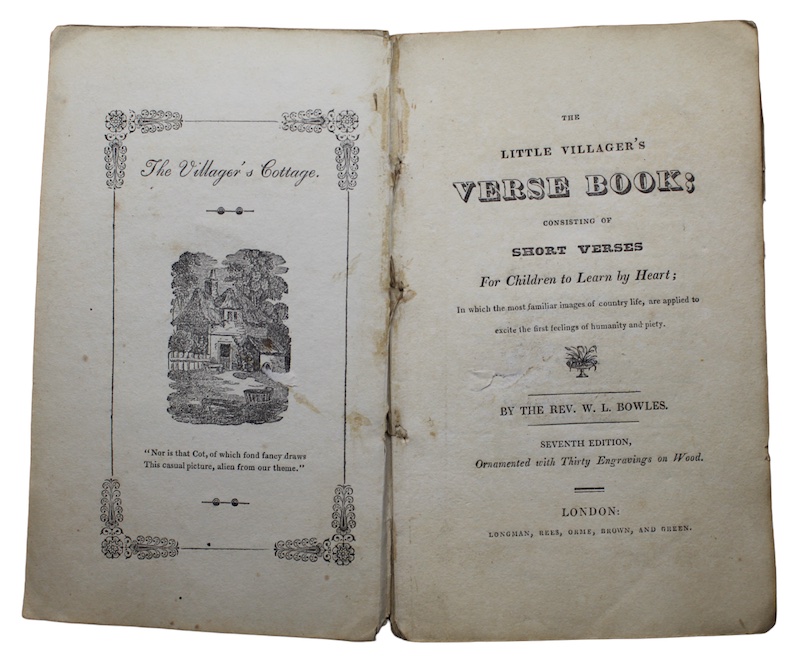 The Villager's Cottage.
"Nor is that Cot, of which fond fancy draws
This casual picture, alien from our theme."
THE
LITTLE VILLAGER'S
VERSE BOOK;
CONSISTING OF
SHORT VERSES
For Children to Learn by Heart;
In which the most familiar images of country life, are applied to
excite the first feelings of humanity and piety.
BY THE REV. W. L. BOWLES.
SEVENTH EDITION,
Ornamented with Thirty Engravings on Wood.
LONDON:
LONGMAN, REES, ORME, BROWN, AND GREEN.